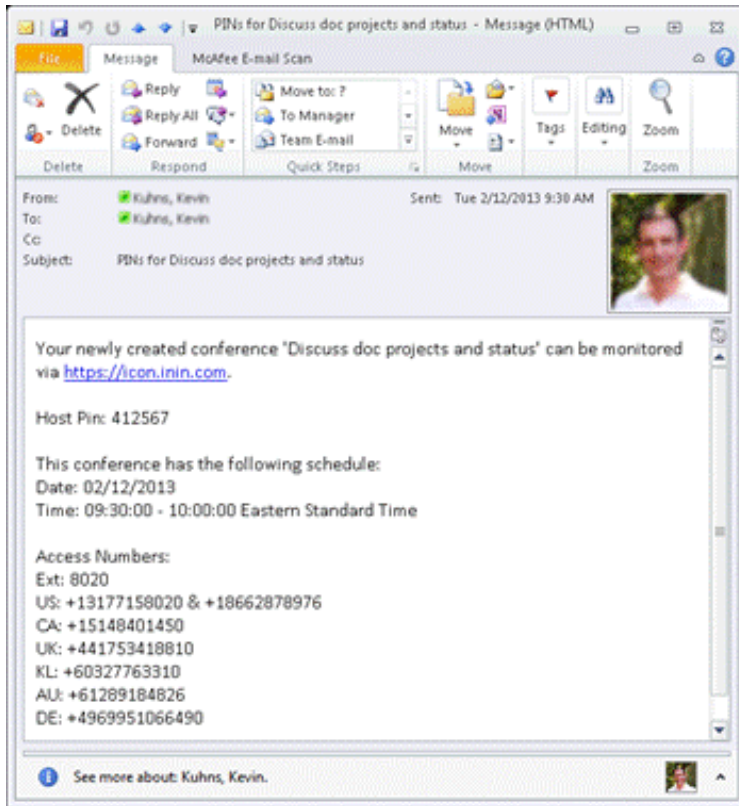 PINs for Discuss doc projects and status - Message (HTML)
File Message McAfee E-mail Scan
Delete
Reply
Reply All
Forward
Move to: ?
To Manager
Team E-mail
Move
Tags
Editing
Zoom
Delete Respond Quick Steps Move Zoom
From: Kuhns, Kevin Sent: Tue 2/12/2013 9:30 AM
To: Kuhns, Kevin
Cc:
Subject: PINs for Discuss doc projects and status
Your newly created conference "Discuss doc projects and status" can be monitored
via https://icon.inin.com.
Host Pin: 412567
This conference has the following schedule:
Date: 02/12/2013
Time: 09:30:00 - 10:00:00 Eastern Standard Time
Access Numbers:
Ext: 8020
US: +13177158020 & +18662878976
CA: +15148401450
UK: +441753418810
KL: +60327763310
AU: +61289184826
DE: +4969951066490
See more about: Kuhns, Kevin.